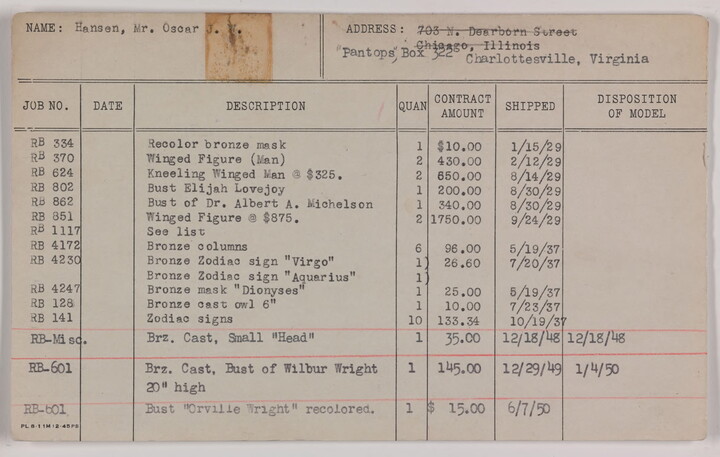 NAME: Hansen, Mr. Oscar J. W. ADDRESS: 703 N. Dearborn Street
Chicago, Illinois
"Pantops", Box 322 Charlottesville, Virginia
JOB NO. DATE DESCRIPTION QUAN CONTRACT AMOUNT SHIPPED DISPOSITION OF MODEL
RB 334 Recolor bronze mask 1 $10.00 1/15/29
RB 370 Winged Figure (Man) 2 430.00 2/12/29
RB 624 Kneeling Winged Man @ $325. 2 650.00 8/14/29
RB 802 Bust Elijah Lovejoy 1 200.00 8/30/29
RB 862 Bust of Dr. Albert A. Michelson 1 340.00 8/30/29
RB 851 Winged Figure @ $875. 2 1750.00 9/24/29
RB 1117 See list
RB 4172 Bronze columns 6 96.00 5/19/37
RB 4230 Bronze Zodiac sign "Virgo" 1) 26.60 7/20/37
Bronze Zodiac sign "Aquarius" 1)
RB 4247 Bronze mask "Dionyses" 1 25.00 5/19/37
RB 128 Bronze cast owl 6" 1 10.00 7/23/37
RB 141 Zodiac signs 10 133.34 10/19/37
RB-Misc. Brz. Cast, Small "Head" 1 35.00 12/18/48 12/18/48
RB-601 Brz. Cast, Bust of Wilbur Wright 1 145.00 12/29/49 1/4/50
20" high
RB-601 Bust "Orville Wright" recolored. 1 $ 15.00 6/7/50